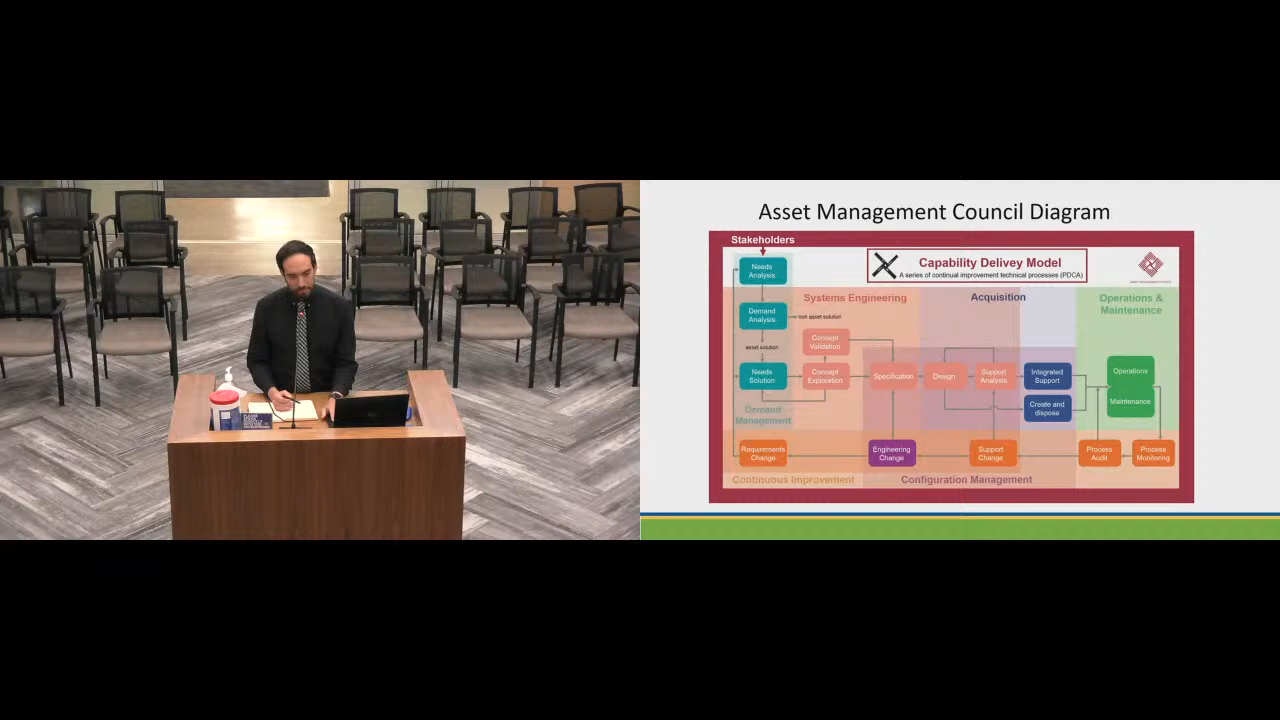 Asset Management Council Diagram
Stakeholders
Capability Delivey Model
A series of continual improvement technical processes (PDCA)
Needs
Analysis
Systems Engineering
Acquisition
Operations &
Maintenance
Demand
Analysis
non asset solution
asset solution
Concept
Validation
Needs
Solution
Concept
Exploration
Specification
Design
Support
Analysis
Integrated
Support
Operations
Maintenance
Create and
dispose
Demand
Management
Requirements
Change
Engineering
Change
Support
Change
Process
Audit
Process
Monitoring
Continuous Improvement
Configuration Management